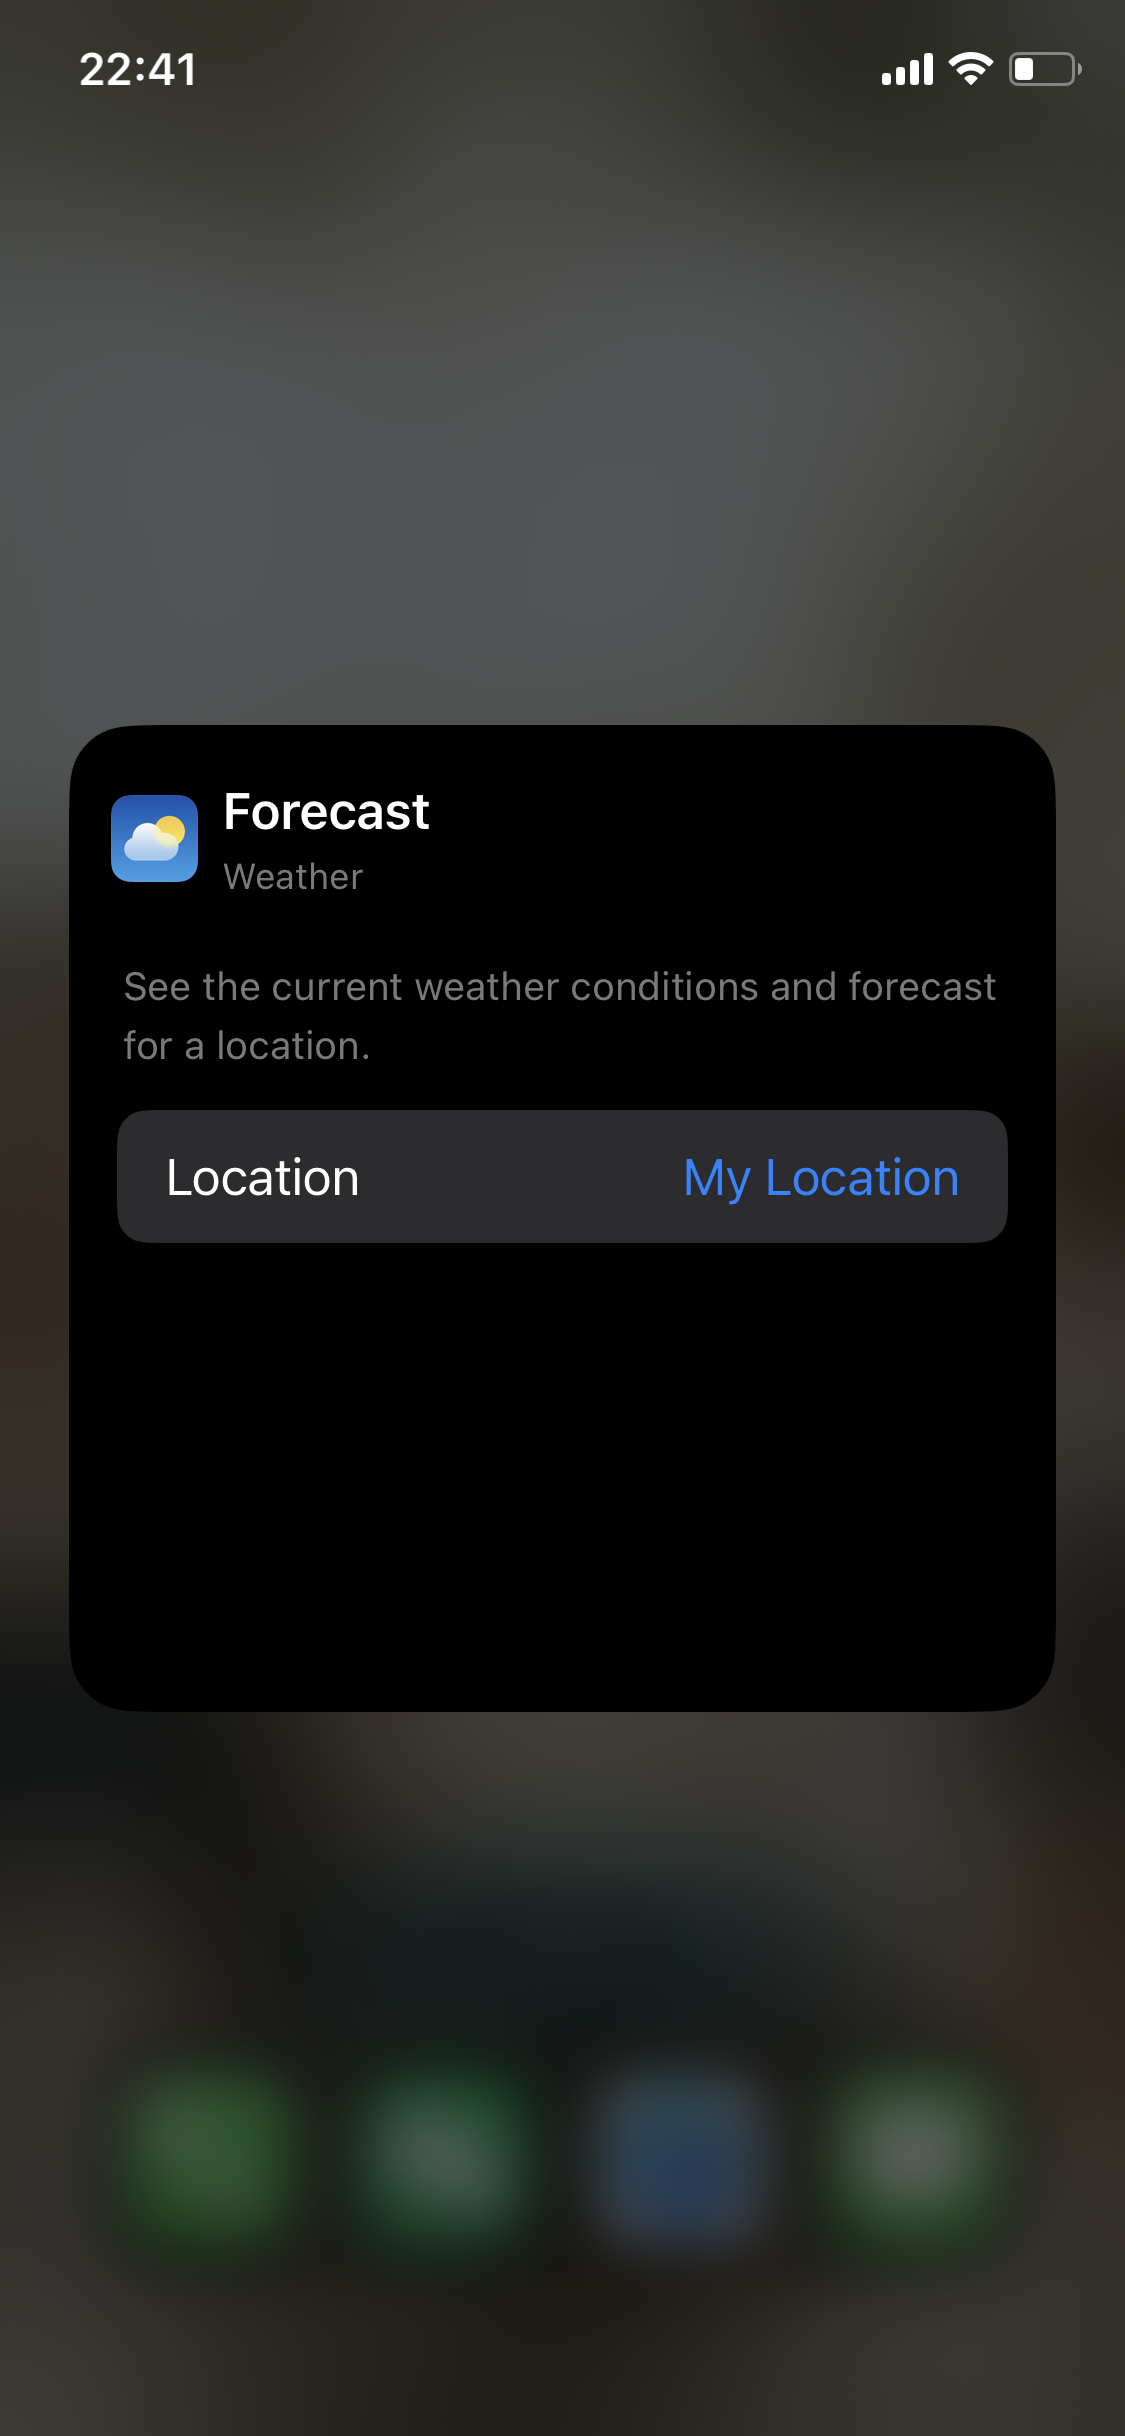 22:41
Forecast
Weather
See the current weather conditions and forecast
for a location.
Location My Location